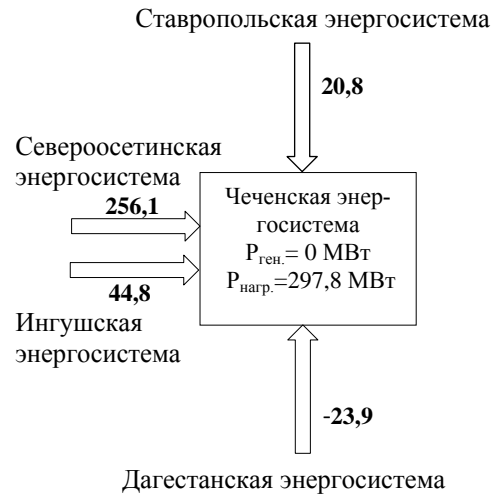 Ставропольская энергосистема
20,8
Североосетинская
энергосистема
256,1
Чеченская энер-
госистема
Pген.= 0 МВт
Pнагр.=297,8 МВт
44,8
Ингушская
энергосистема
-23,9
Дагестанская энергосистема